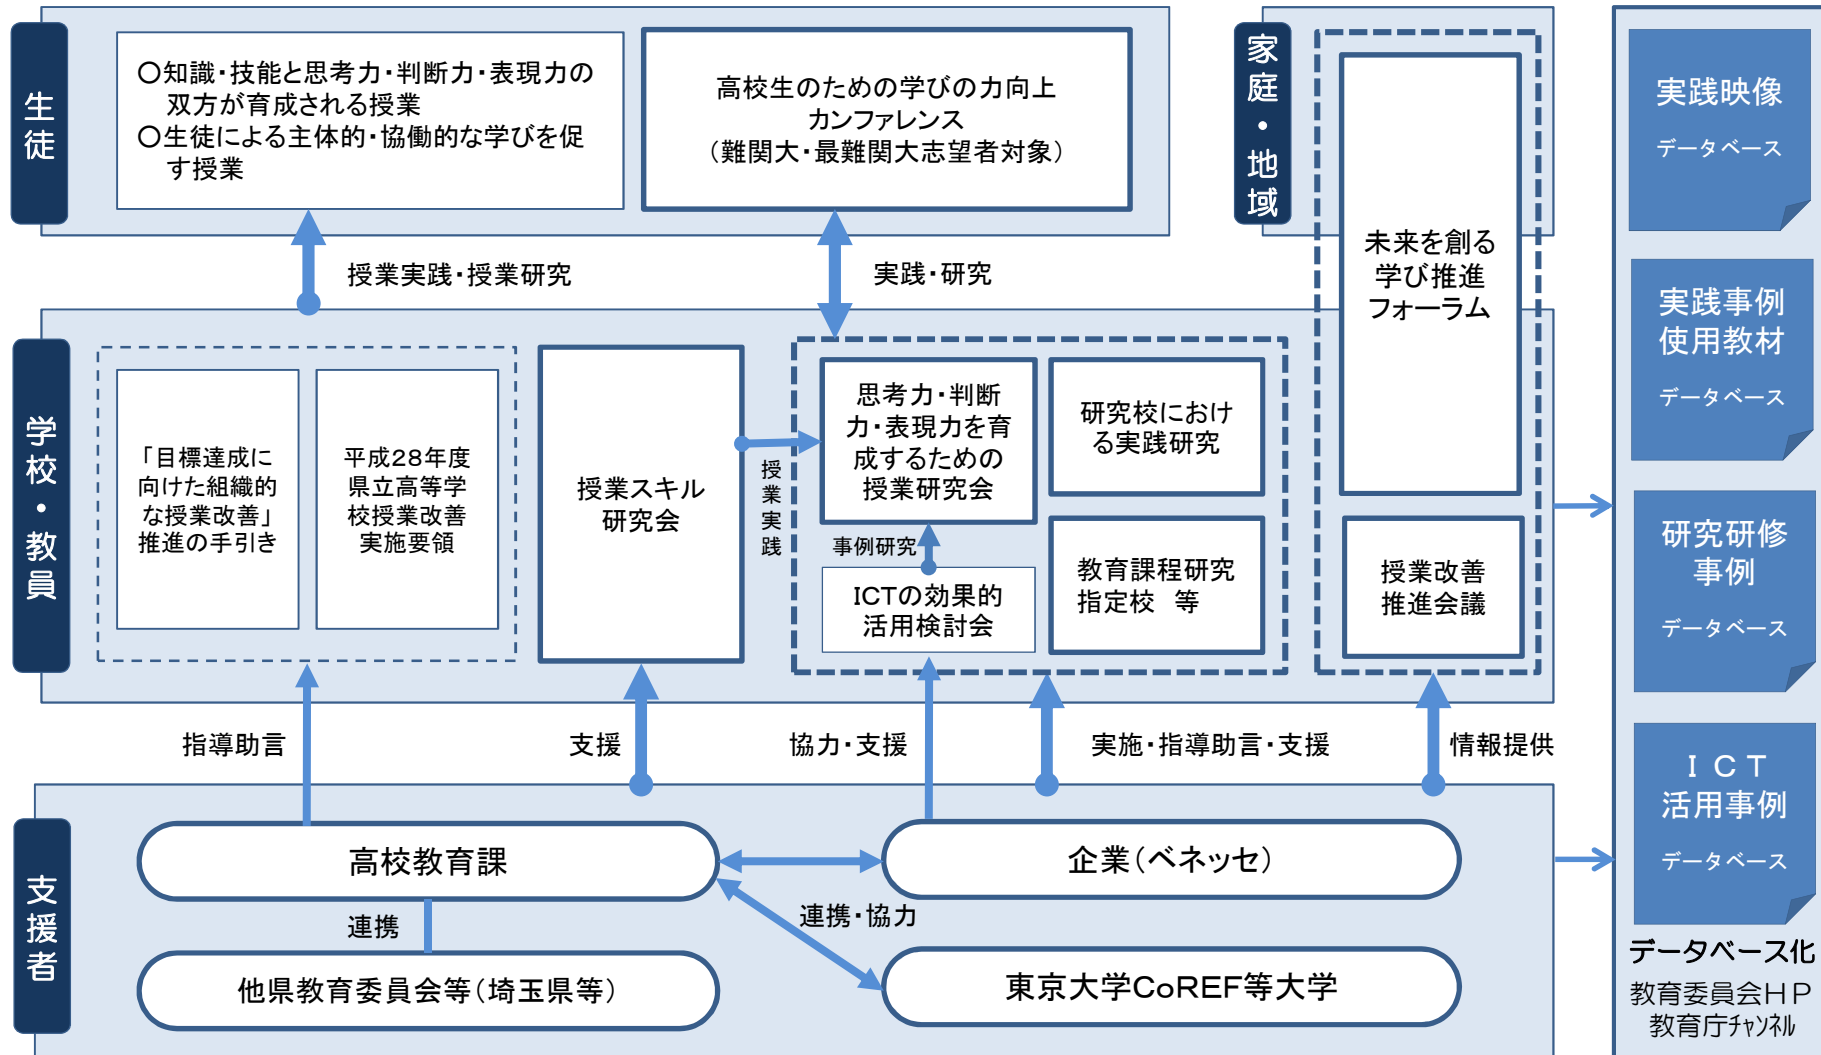 生徒
○知識・技能と思考力・判断力・表現力の
双方が育成される授業
○生徒による主体的・協働的な学びを促
す授業
高校生のための学びの力向上
カンファレンス
（難関大・最難関大志望者対象）
家庭・地域
未来を創る
学び推進
フォーラム
授業実践・授業研究
実践・研究
学校・教員
「目標達成に
向けた組織的
な授業改善」
推進の手引き
平成28年度
県立高等学
校授業改善
実施要領
授業スキル
研究会
授業実践
思考力・判断
力・表現力を育
成するための
授業研究会
事例研究
ICTの効果的
活用検討会
研究校におけ
る実践研究
教育課程研究
指定校　等
授業改善
推進会議
指導助言
支援
協力・支援
実施・指導助言・支援
情報提供
支援者
高校教育課
企業（ベネッセ）
連携
連携・協力
他県教育委員会等（埼玉県等）
東京大学CoREF等大学
実践映像
データベース
実践事例
使用教材
データベース
研究研修
事例
データベース
ＩＣＴ
活用事例
データベース
データベース化
教育委員会ＨＰ
教育庁ﾁｬﾝﾈﾙ